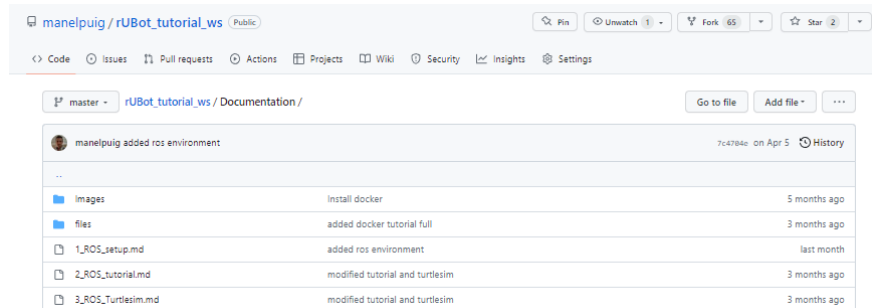 manelpuig / rUBot_tutorial_ws Public Pin Unwatch 1 Fork 65 Star 2
<> Code Issues Pull requests Actions Projects Wiki Security Insights Settings
master rUBot_tutorial_ws / Documentation / Go to file Add file ...
manelpuig added ros environment 7c4704e on Apr 5 History
..
images Install docker 5 months ago
files added docker tutorial full 3 months ago
1_ROS_setup.md added ros environment last month
2_ROS_tutorial.md modified tutorial and turtlesim 3 months ago
3_ROS_Turtlesim.md modified tutorial and turtlesim 3 months ago